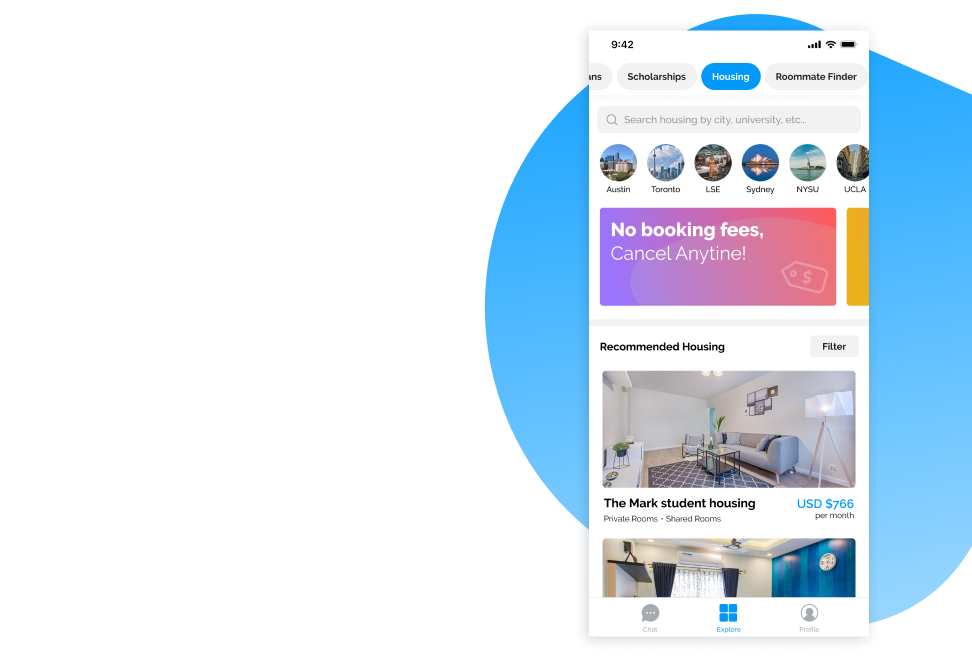 9:42
ans
Scholarships
Housing
Roommate Finder
Search housing by city, university, etc...
Austin
Toronto
LSE
Sydney
NYSU
UCLA
No booking fees,
Cancel Anytine!
$
Recommended Housing
Filter
The Mark student housing
USD $766
Private Rooms • Shared Rooms
per month
Chat
Explore
Profile